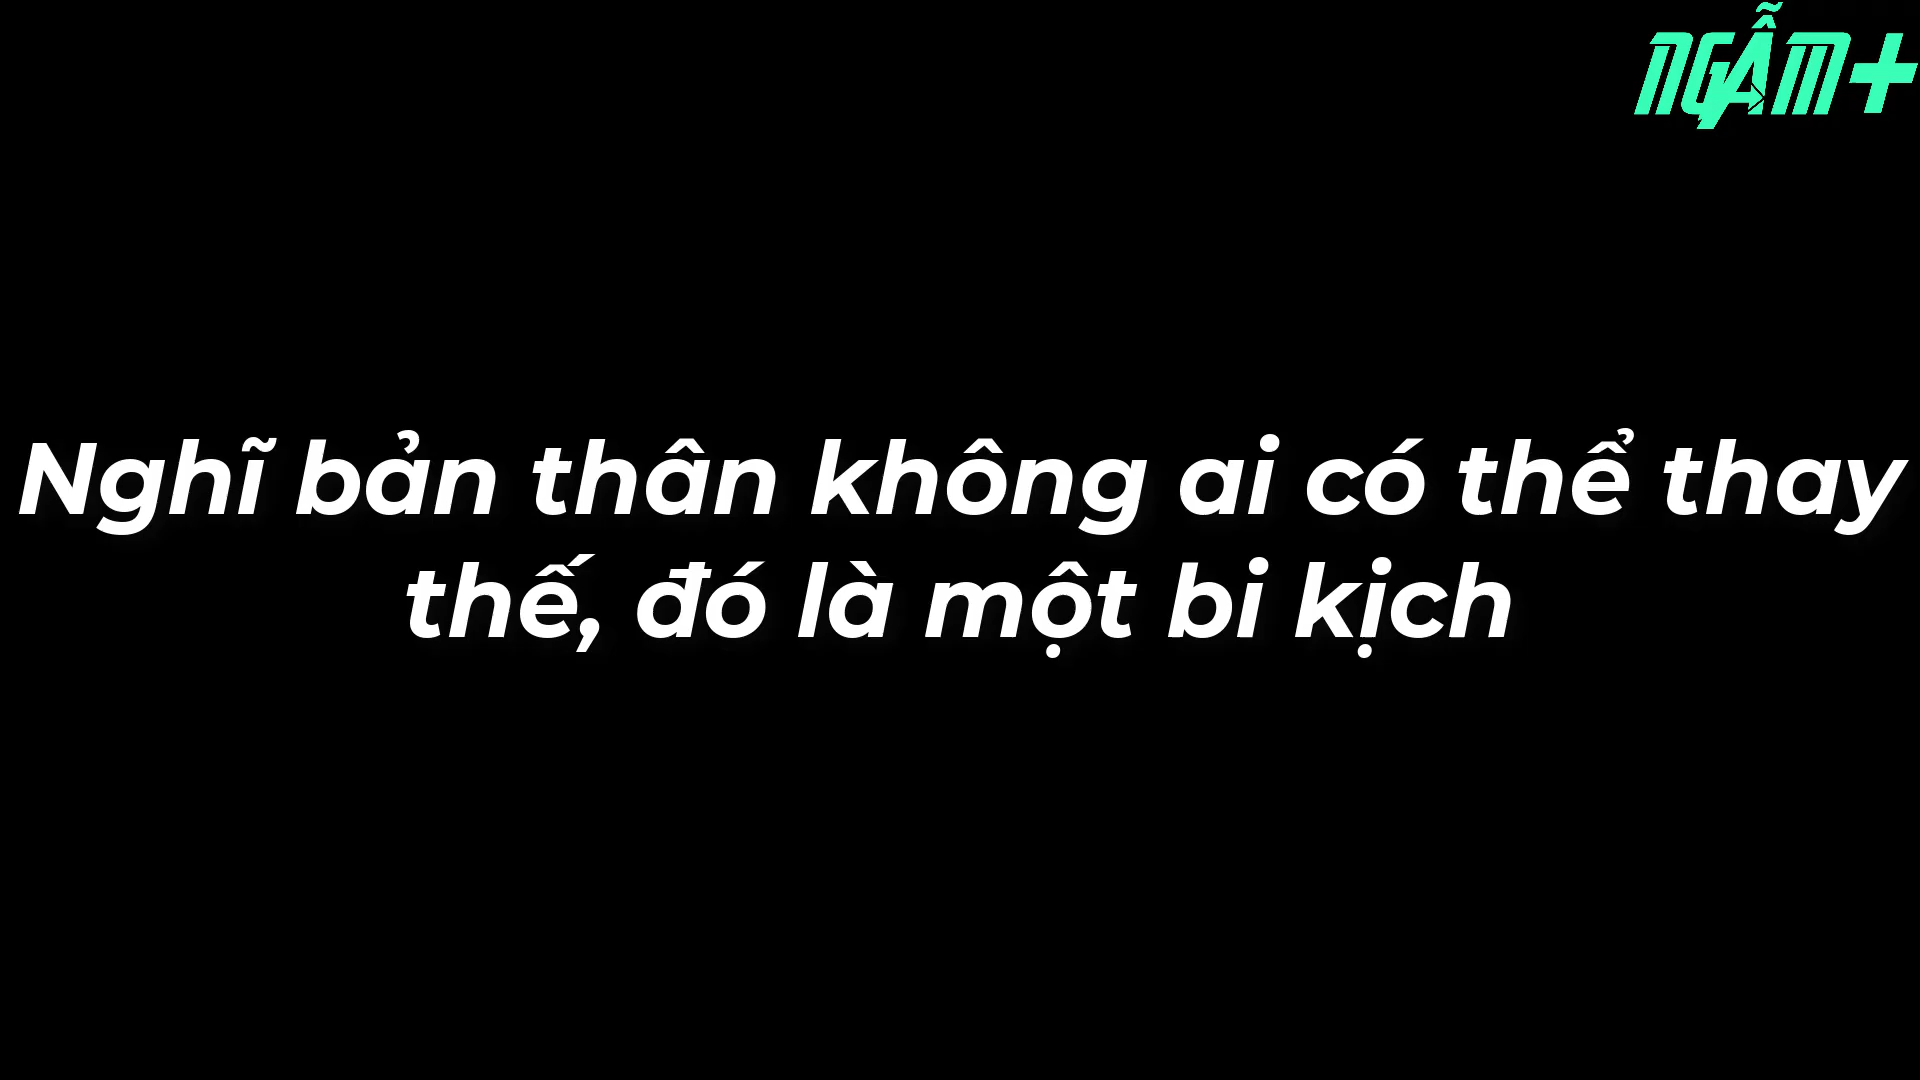 NGẪM+
Nghĩ bản thân không ai có thể thay
thế, đó là một bi kịch